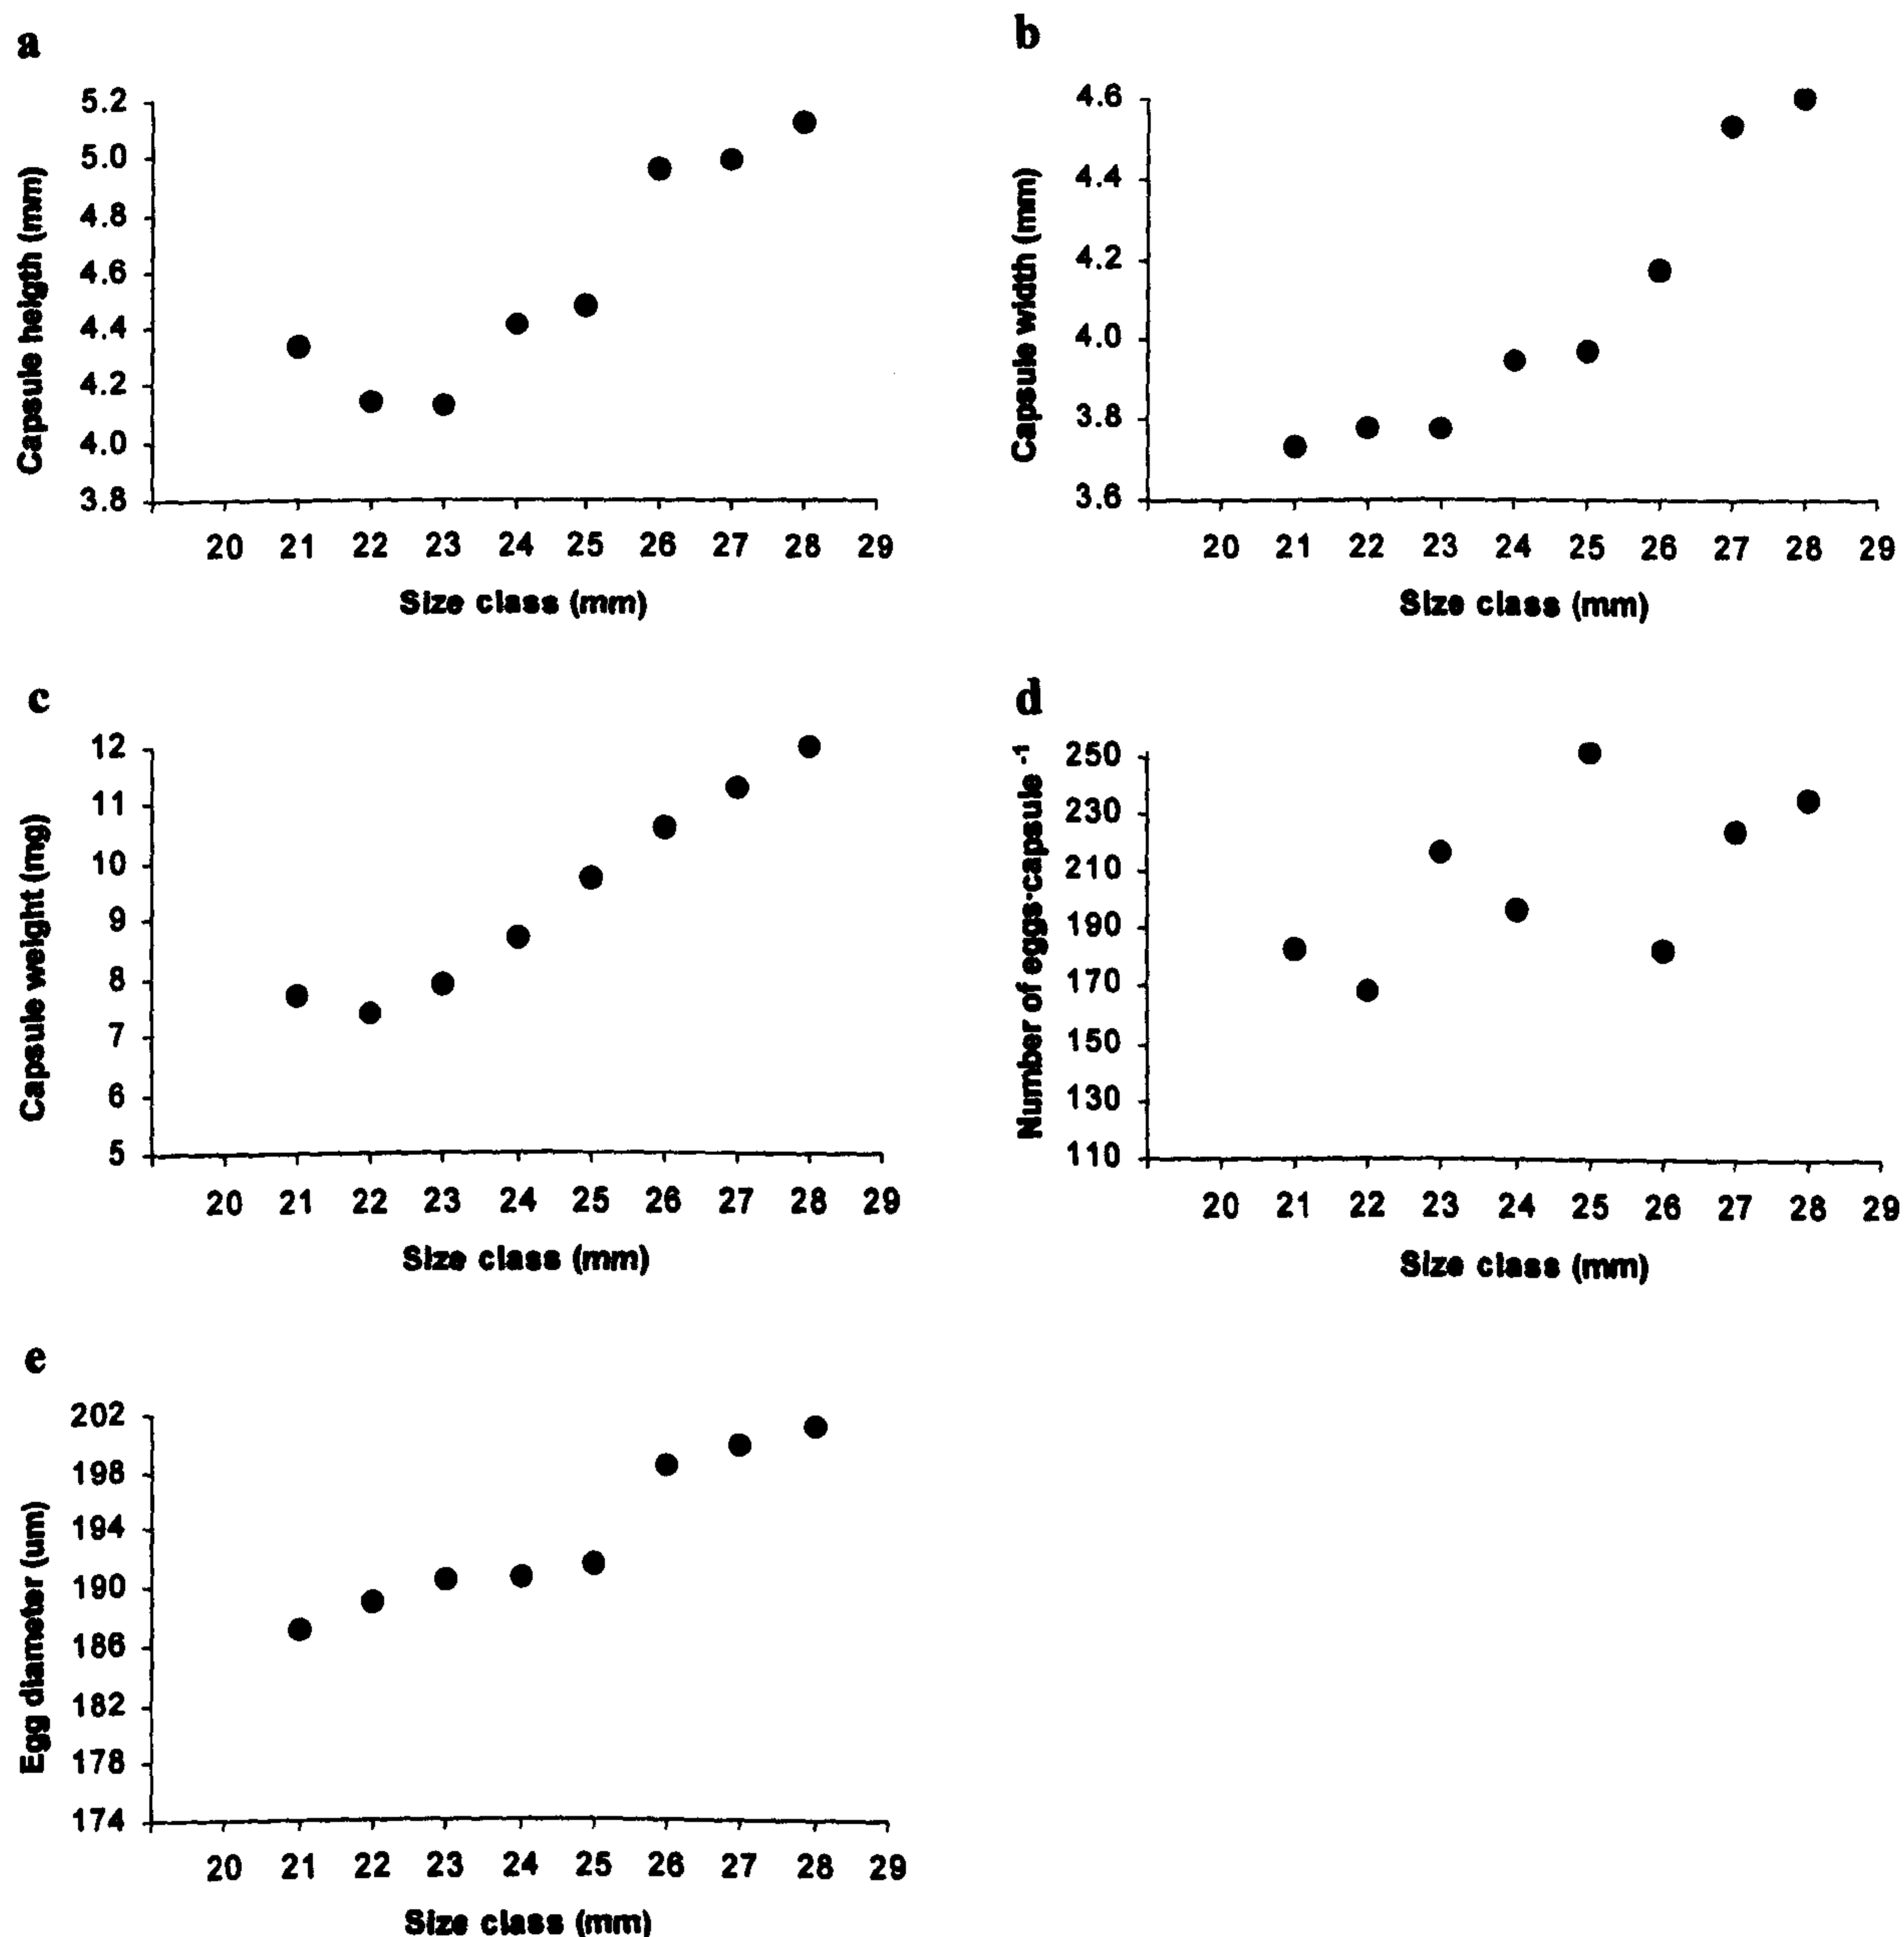 a
5.2
5.0
4.8
4.6
4.4
4.2
4.0
3.8
Capsule heigth (mm)
20 21 22 23 24 25 26 27 28 29
Size class (mm)
b
4.6
4.4
4.2
4.0
3.8
3.6
Capsule width (mm)
20 21 22 23 24 25 26 27 28 29
Size class (mm)
c
12
11
10
9
8
7
6
5
Capsule weight (mg)
20 21 22 23 24 25 26 27 28 29
Size class (mm)
d
250
230
210
190
170
150
130
110
Number of eggs·capsule -1
20 21 22 23 24 25 26 27 28 29
Size class (mm)
e
202
198
194
190
186
182
178
174
Egg diameter (um)
20 21 22 23 24 25 26 27 28 29
Size class (mm)